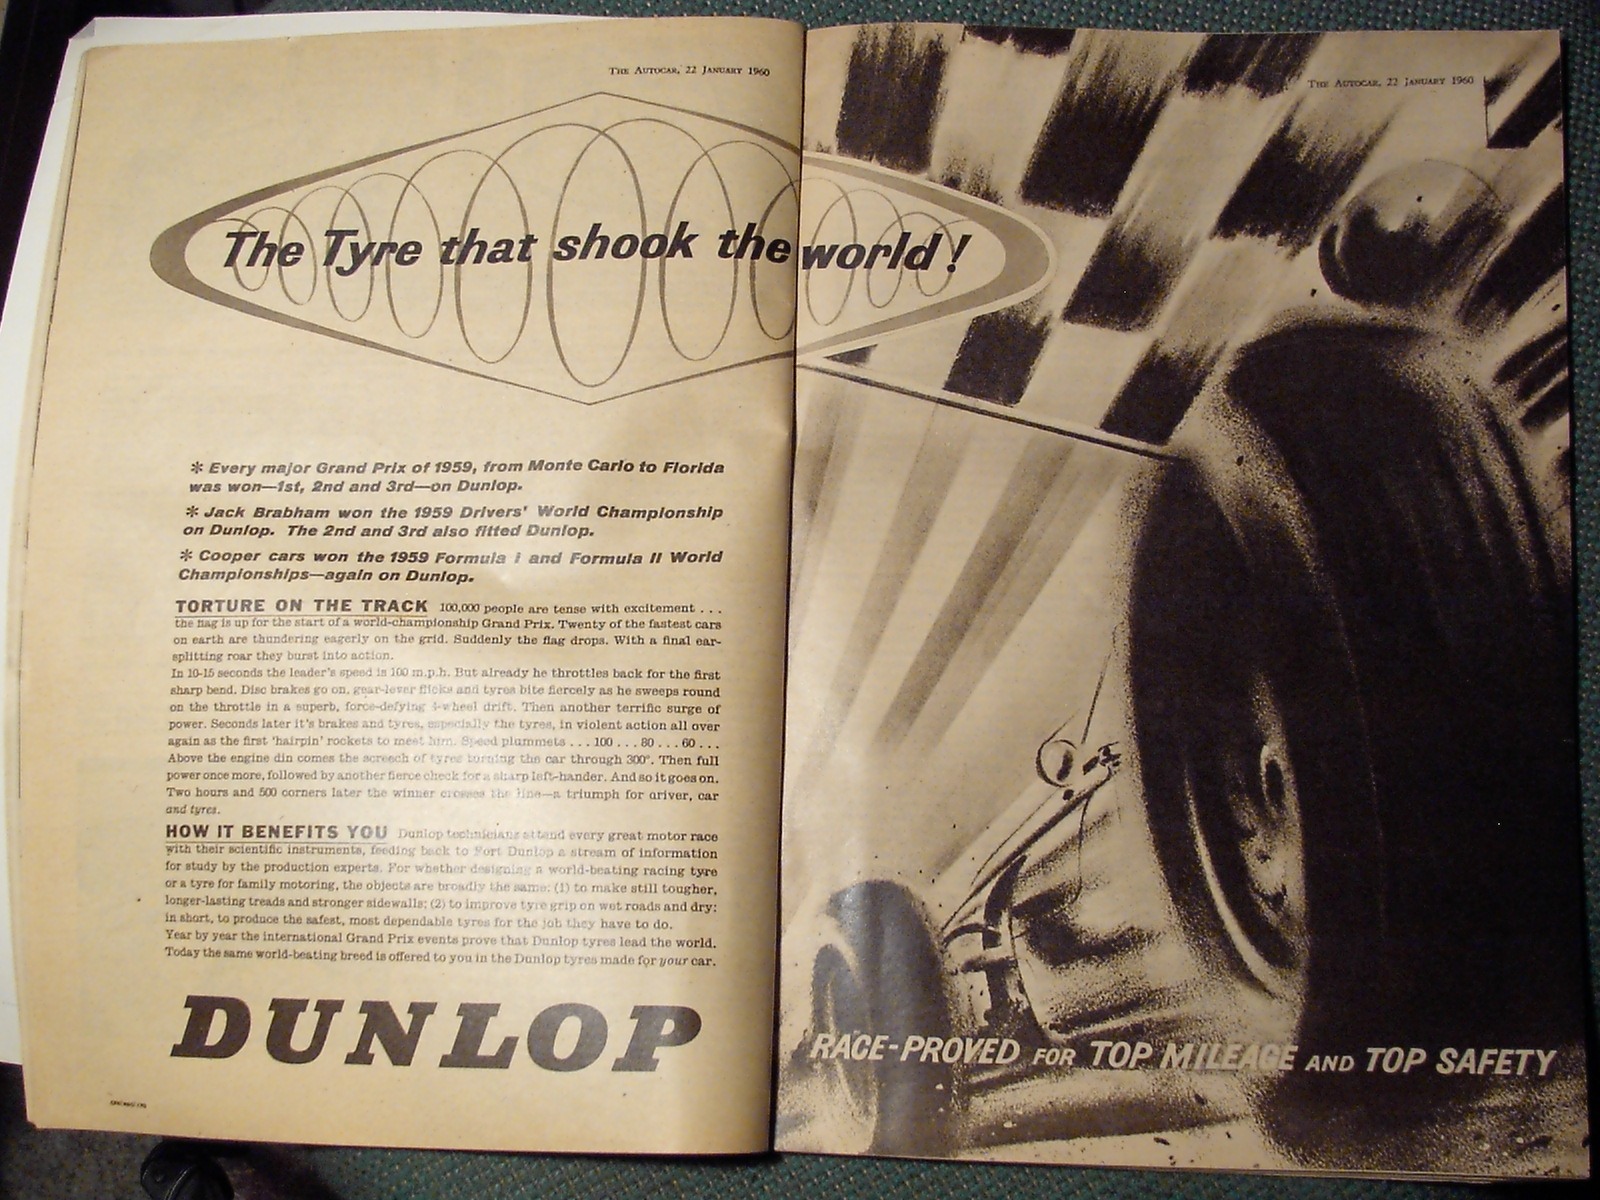 THE AUTOCAR, 22 JANUARY 1960
THE AUTOCAR, 22 JANUARY 1960
The Tyre that shook the world!
* Every major Grand Prix of 1959, from Monte Carlo to Florida
was won—1st, 2nd and 3rd—on Dunlop.
* Jack Brabham won the 1959 Drivers' World Championship
on Dunlop. The 2nd and 3rd also fitted Dunlop.
* Cooper cars won the 1959 Formula I and Formula II World
Championships—again on Dunlop.
TORTURE ON THE TRACK 100,000 people are tense with excitement . . .
the flag is up for the start of a world-championship Grand Prix. Twenty of the fastest cars
on earth are thundering eagerly on the grid. Suddenly the flag drops. With a final ear-
splitting roar they burst into action.
In 10-15 seconds the leader's speed is 100 m.p.h. But already he throttles back for the first
sharp bend. Disc brakes go on, gear-lever flicks and tyres bite fiercely as he sweeps round
on the throttle in a superb, force-defying 4-wheel drift. Then another terrific surge of
power. Seconds later it's brakes and tyres, especially the tyres, in violent action all over
again as the first 'hairpin' rockets to meet him. Speed plummets . . . 100 . . . 80 . . . 60 . . .
Above the engine din comes the screech of tyres turning the car through 300°. Then full
power once more, followed by another fierce check for a sharp left-hander. And so it goes on.
Two hours and 500 corners later the winner crosses the line—a triumph for driver, car
and tyres.
HOW IT BENEFITS YOU Dunlop technicians attend every great motor race
with their scientific instruments, feeding back to Fort Dunlop a stream of information
for study by the production experts. For whether designing a world-beating racing tyre
or a tyre for family motoring, the objects are broadly the same: (1) to make still tougher,
longer-lasting treads and stronger sidewalls; (2) to improve tyre grip on wet roads and dry:
in short, to produce the safest, most dependable tyres for the job they have to do.
Year by year the international Grand Prix events prove that Dunlop tyres lead the world.
Today the same world-beating breed is offered to you in the Dunlop tyres made for your car.
DUNLOP
RACE-PROVED FOR TOP MILEAGE AND TOP SAFETY